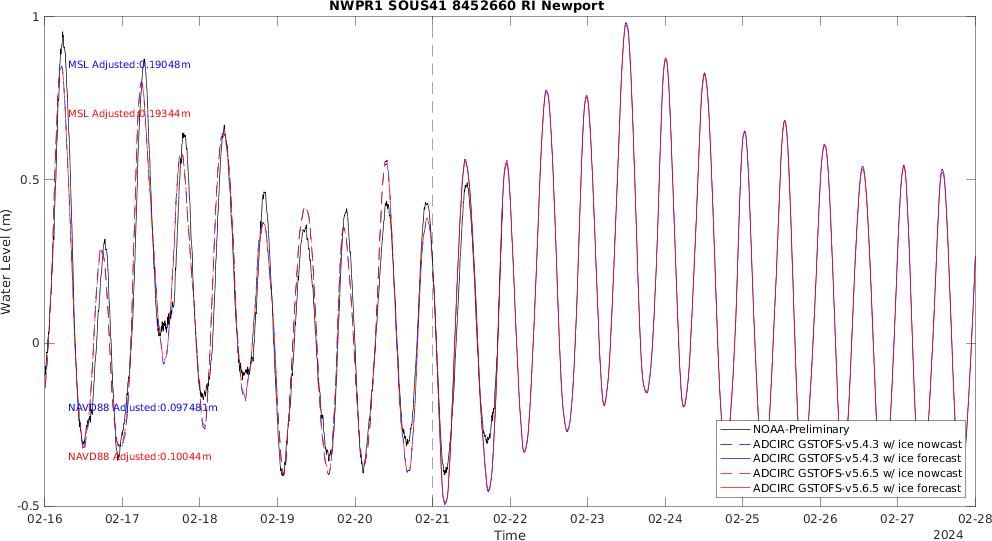 NWPR1 SOUS41 8452660 RI Newport
1
0.5
0
-0.5
Water Level (m)
MSL Adjusted:0.19048m
MSL Adjusted:0.19344m
NAVD88 Adjusted:0.097481m
NAVD88 Adjusted:0.10044m
NOAA-Preliminary
ADCIRC GSTOFS-v5.4.3 w/ ice nowcast
ADCIRC GSTOFS-v5.4.3 w/ ice forecast
ADCIRC GSTOFS-v5.6.5 w/ ice nowcast
ADCIRC GSTOFS-v5.6.5 w/ ice forecast
02-16 02-17 02-18 02-19 02-20 02-21 02-22 02-23 02-24 02-25 02-26 02-27 02-28
Time
2024